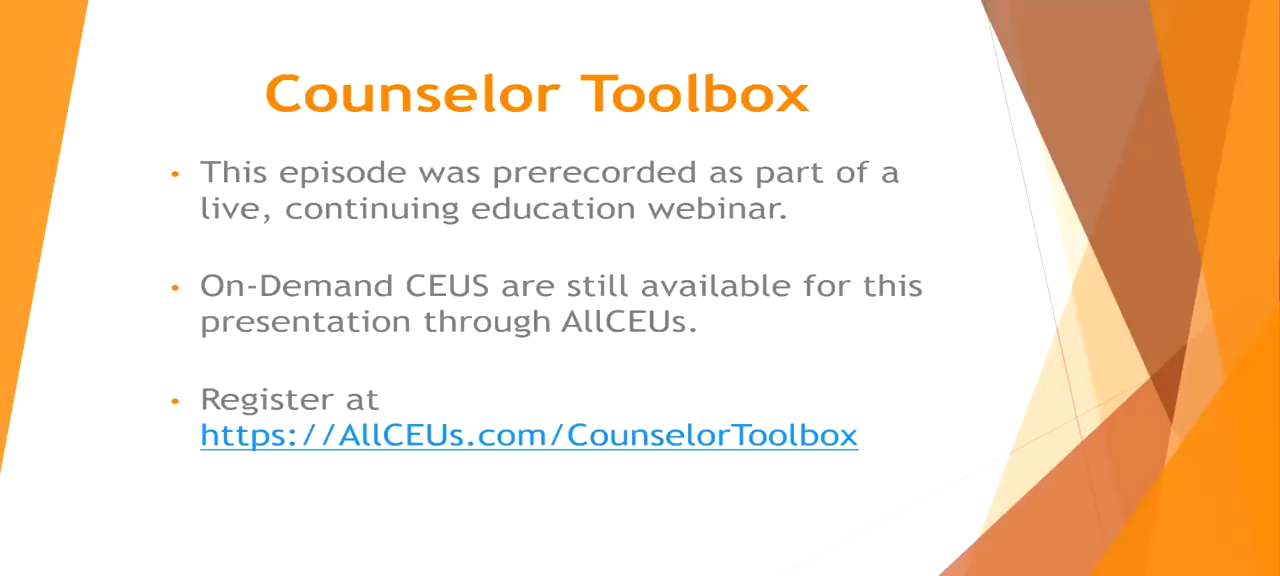 Counselor Toolbox
• This episode was prerecorded as part of a
live, continuing education webinar.
• On-Demand CEUS are still available for this
presentation through AllCEUs.
• Register at
https://AllCEUs.com/CounselorToolbox